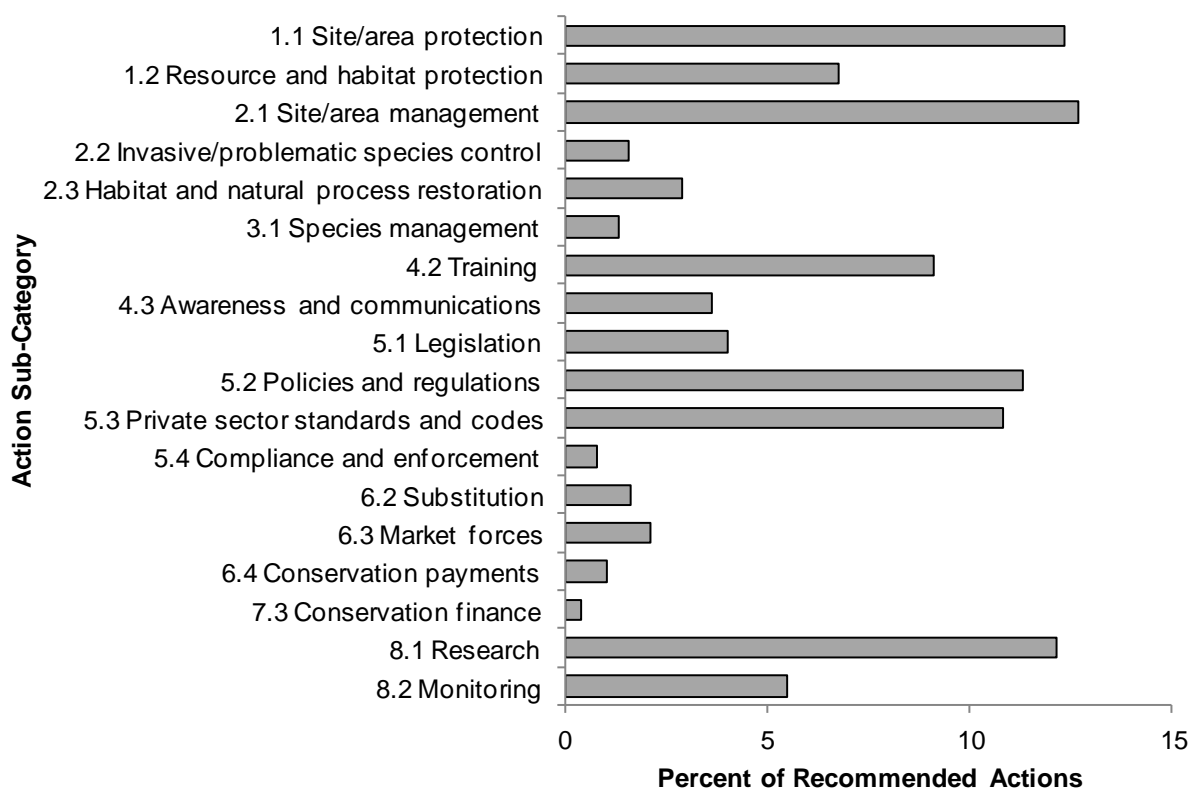 1.1 Site/area protection
1.2 Resource and habitat protection
2.1 Site/area management
2.2 Invasive/problematic species control
2.3 Habitat and natural process restoration
3.1 Species management
4.2 Training
4.3 Awareness and communications
5.1 Legislation
5.2 Policies and regulations
5.3 Private sector standards and codes
5.4 Compliance and enforcement
6.2 Substitution
6.3 Market forces
6.4 Conservation payments
7.3 Conservation finance
8.1 Research
8.2 Monitoring
Action Sub-Category
0 5 10 15
Percent of Recommended Actions